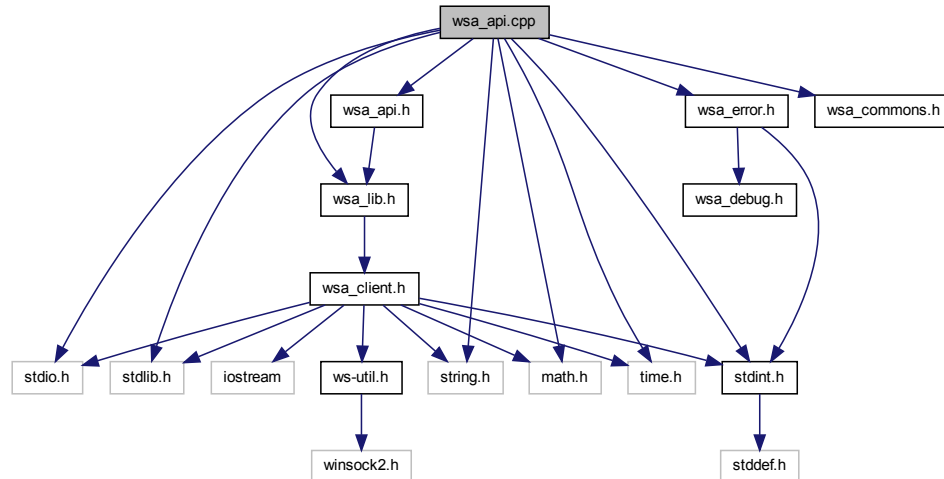 wsa_api.cpp
wsa_api.h
wsa_error.h
wsa_commons.h
wsa_lib.h
wsa_debug.h
wsa_client.h
stdio.h
stdlib.h
iostream
ws-util.h
string.h
math.h
time.h
stdint.h
winsock2.h
stddef.h